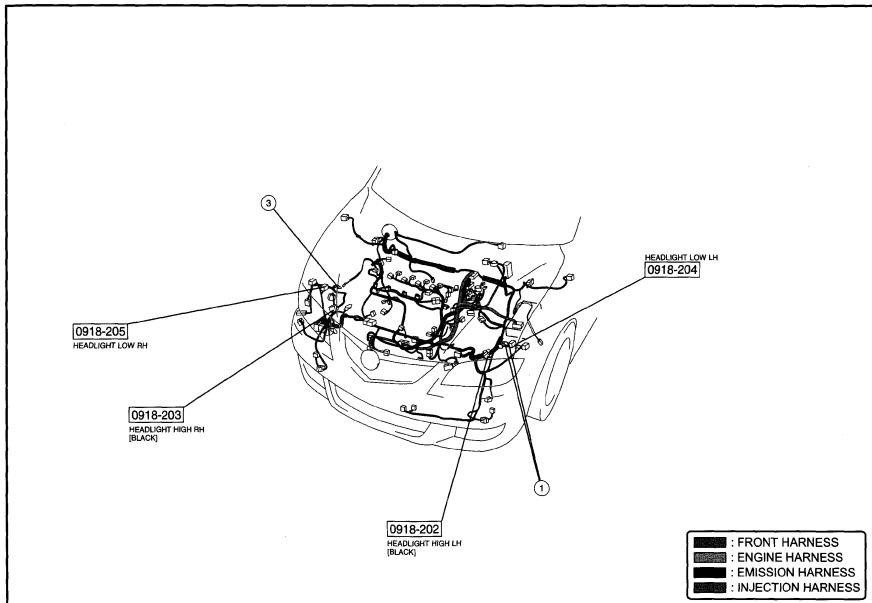 3
HEADLIGHT LOW LH
0918-204
0918-205
HEADLIGHT LOW RH
0918-203
HEADLIGHT HIGH RH
[BLACK]
1
0918-202
HEADLIGHT HIGH LH
[BLACK]
: FRONT HARNESS
: ENGINE HARNESS
: EMISSION HARNESS
: INJECTION HARNESS